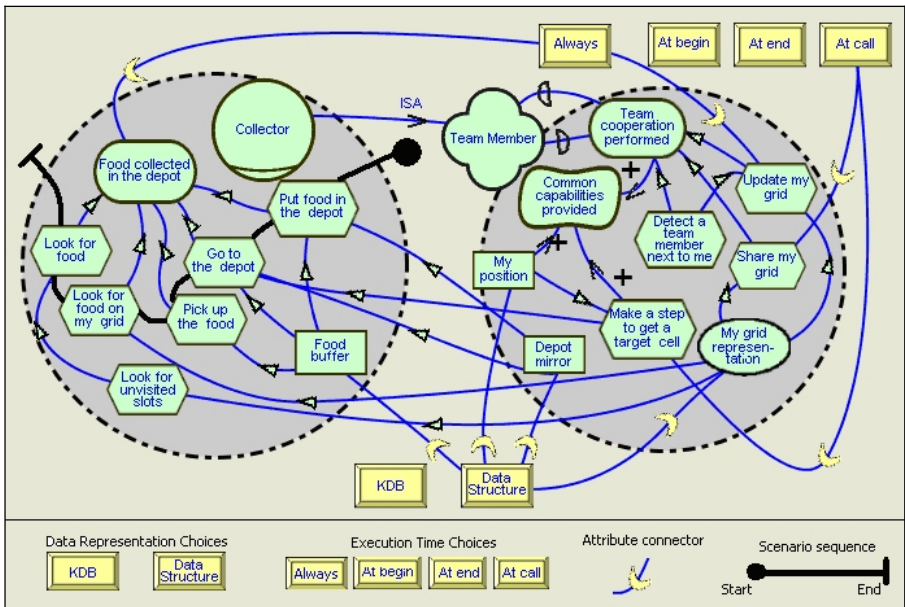 Always
At begin
At end
At call
ISA
Collector
Team Member
Team
cooperation
performed
Food collected
in the depot
Common
capabilities
provided
Update my
grid
Put food in
the depot
Detect a
team
member
next to me
Look for
food
Go to
the depot
My
position
Share my
grid
Look for
food on
my grid
Pick up
the food
Make a step
to get a
target cell
My grid
represen-
tation
Food
buffer
Depot
mirror
Look for
unvisited
slots
KDB
Data
Structure
Data Representation Choices
KDB
Data
Structure
Execution Time Choices
Always
At begin
At end
At call
Attribute connector
Scenario sequence
Start
End